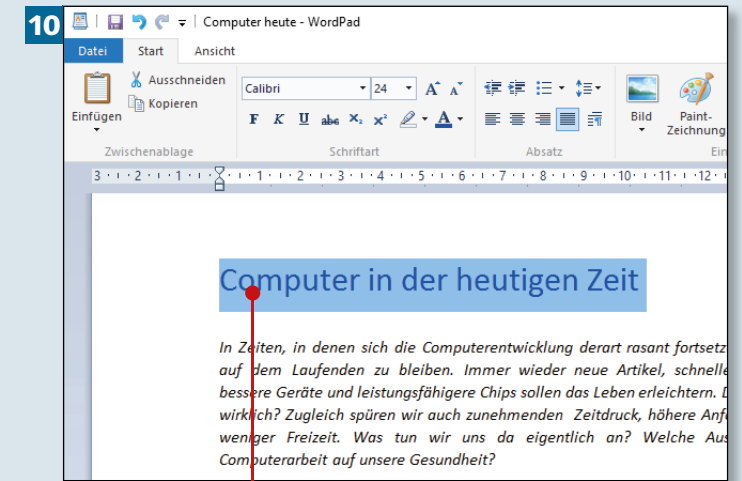 10
Computer heute - WordPad
Datei Start Ansicht
Einfügen
Ausschneiden
Kopieren
Zwischenablage
Calibri 24 A A
F K U abc X₂ X² A
Schriftart
Absatz
Bild
Paint-
Zeichnung
Ein
3 2 1 1 2 3 4 5 6 7 8 9 10 11 12
Computer in der heutigen Zeit
In Zeiten, in denen sich die Computerentwicklung derart rasant fortsetz
auf dem Laufenden zu bleiben. Immer wieder neue Artikel, schnelle
bessere Geräte und leistungsfähigere Chips sollen das Leben erleichtern. D
wirklich? Zugleich spüren wir auch zunehmenden Zeitdruck, höhere Anf
weniger Freizeit. Was tun wir uns da eigentlich an? Welche Aus
Computerarbeit auf unsere Gesundheit?